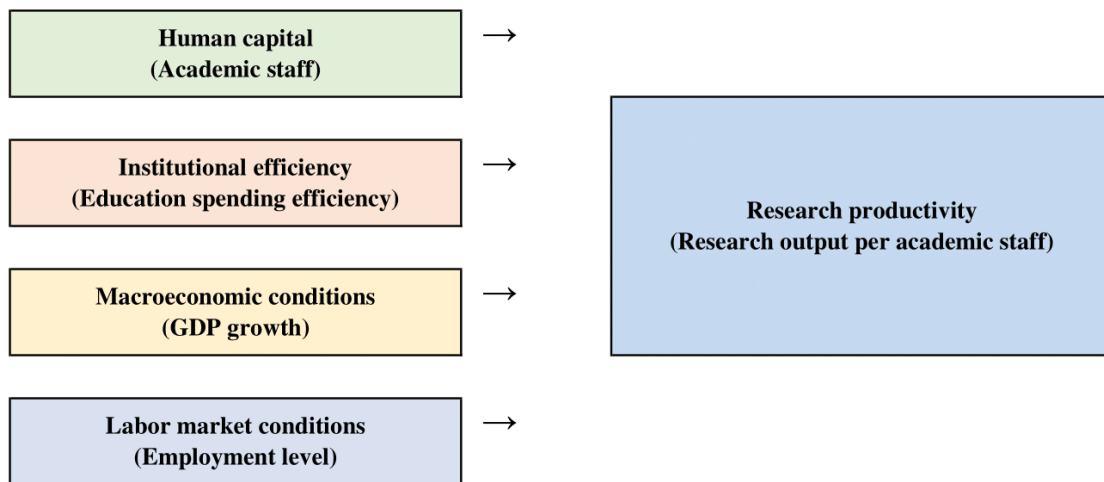 Human capital
(Academic staff)
→
Institutional efficiency
(Education spending efficiency)
→
Macroeconomic conditions
(GDP growth)
→
Labor market conditions
(Employment level)
→
Research productivity
(Research output per academic staff)